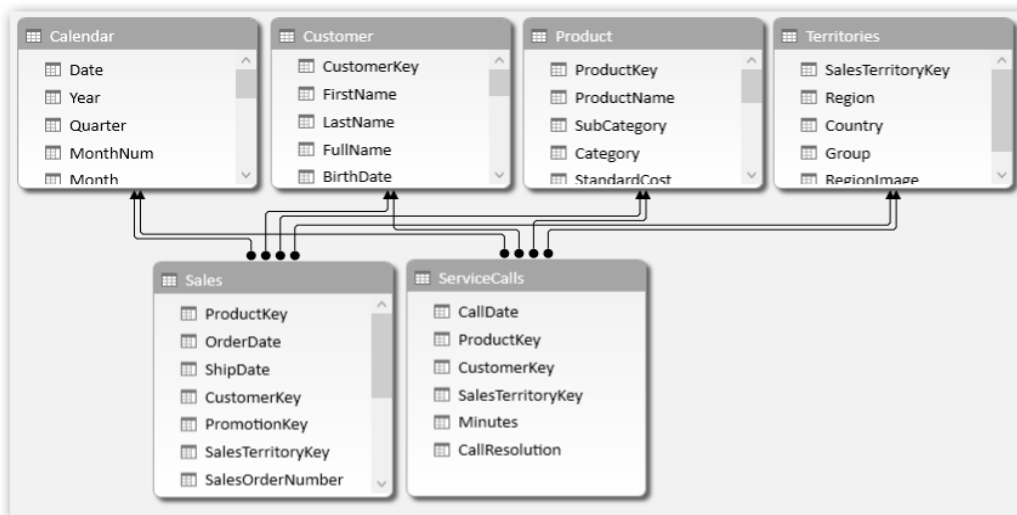 Calendar
Date
Year
Quarter
MonthNum
Month
Customer
CustomerKey
FirstName
LastName
FullName
BirthDate
Product
ProductKey
ProductName
SubCategory
Category
StandardCost
Territories
SalesTerritoryKey
Region
Country
Group
RegionImage
Sales
ProductKey
OrderDate
ShipDate
CustomerKey
PromotionKey
SalesTerritoryKey
SalesOrderNumber
ServiceCalls
CallDate
ProductKey
CustomerKey
SalesTerritoryKey
Minutes
CallResolution